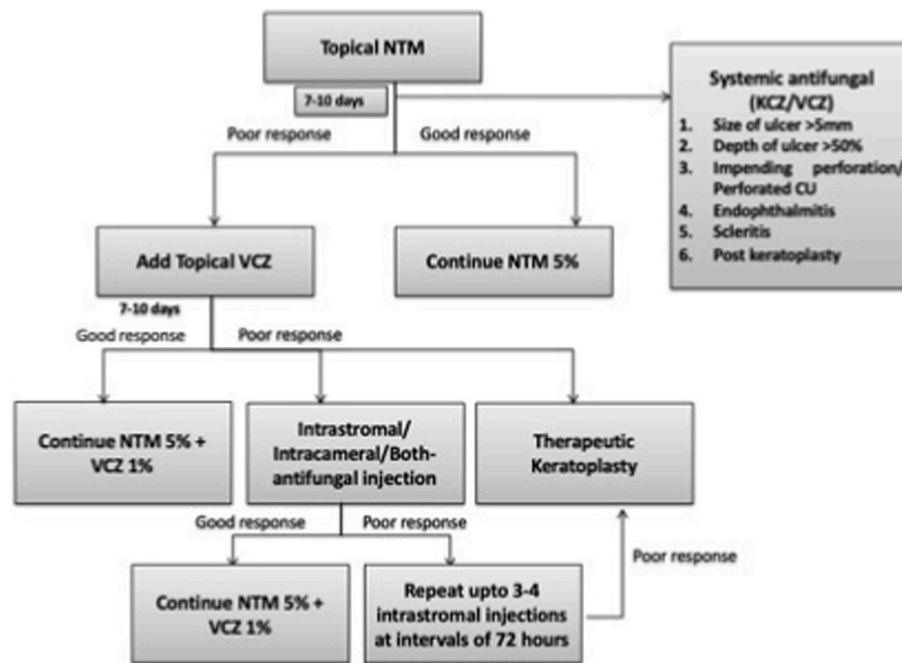 Topical NTM
7-10 days
Poor response
Good response
Systemic antifungal
(KCZ/VCZ)
1. Size of ulcer >5mm
2. Depth of ulcer >50%
3. Impending perforation/
Perforated CU
4. Endophthalmitis
5. Scleritis
6. Post keratoplasty
Add Topical VCZ
Continue NTM 5%
7-10 days
Good response
Poor response
Continue NTM 5% +
VCZ 1%
Intrastromal/
Intracameral/Both-
antifungal injection
Therapeutic
Keratoplasty
Good response
Poor response
Poor response
Continue NTM 5% +
VCZ 1%
Repeat upto 3-4
intrastromal injections
at intervals of 72 hours